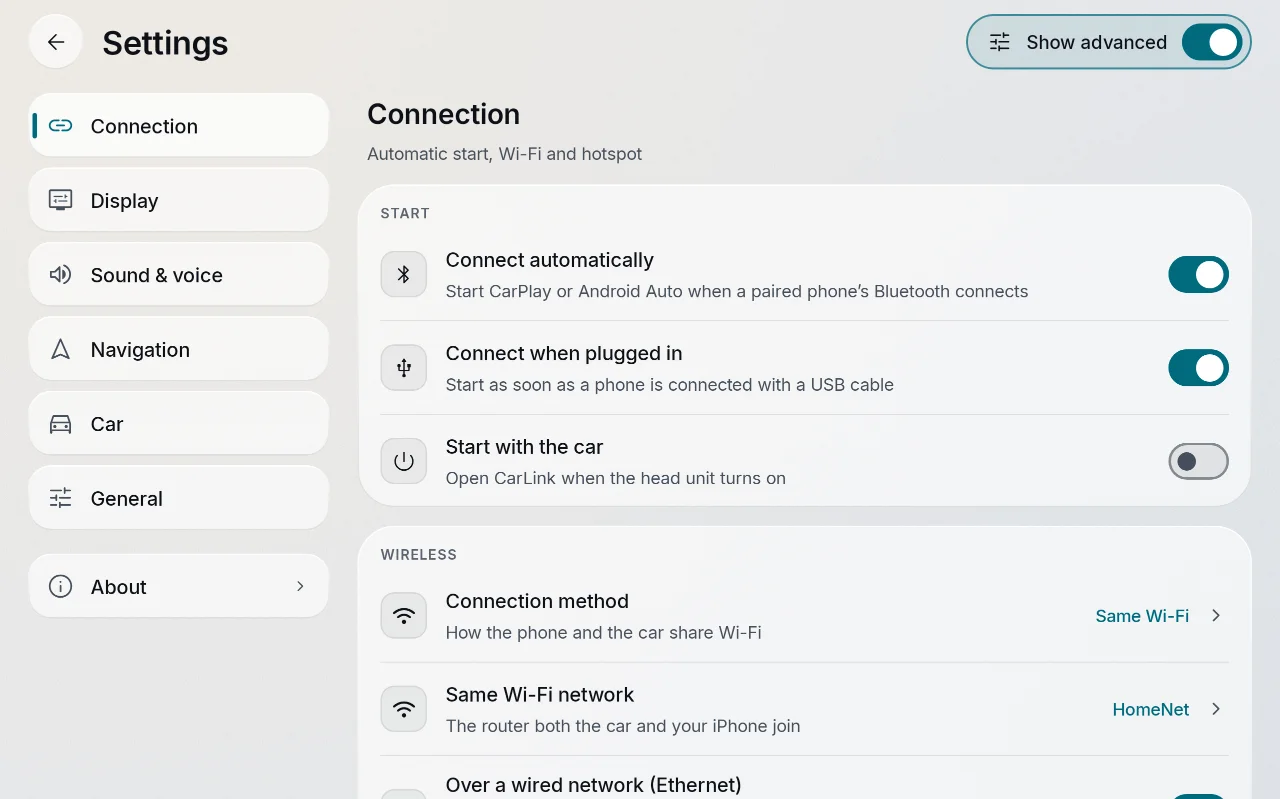 Settings
Show advanced
Connection
Display
Sound & voice
Navigation
Car
General
About
Connection
Automatic start, Wi-Fi and hotspot
START
Connect automatically
Start CarPlay or Android Auto when a paired phone’s Bluetooth connects
Connect when plugged in
Start as soon as a phone is connected with a USB cable
Start with the car
Open CarLink when the head unit turns on
WIRELESS
Connection method
How the phone and the car share Wi-Fi
Same Wi-Fi
Same Wi-Fi network
The router both the car and your iPhone join
HomeNet
Over a wired network (Ethernet)